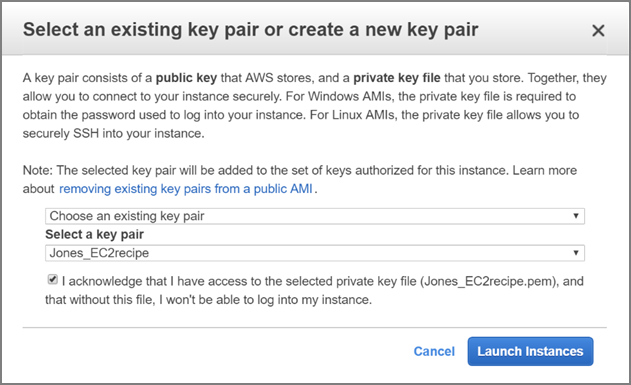 Select an existing key pair or create a new key pair
A key pair consists of a public key that AWS stores, and a private key file that you store. Together, they
allow you to connect to your instance securely. For Windows AMIs, the private key file is required to
obtain the password used to log into your instance. For Linux AMIs, the private key file allows you to
securely SSH into your instance.
Note: The selected key pair will be added to the set of keys authorized for this instance. Learn more
about removing existing key pairs from a public AMI.
Choose an existing key pair
Select a key pair
Jones_EC2recipe
I acknowledge that I have access to the selected private key file (Jones_EC2recipe.pem), and
that without this file, I won't be able to log into my instance.
Cancel Launch Instances